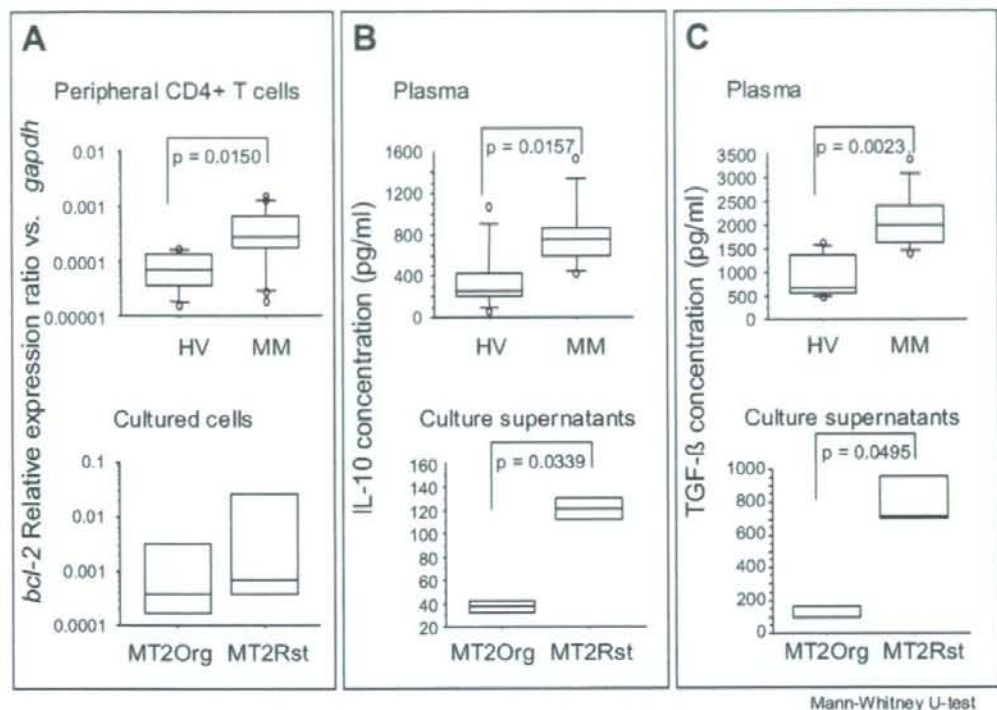 A
Peripheral CD4+ T cells
bcl-2 Relative expression ratio vs. gapdh
p = 0.0150
0.01
0.001
0.0001
0.00001
HV MM
Cultured cells
0.1
0.01
0.001
0.0001
MT2Org MT2Rst
B
Plasma
IL-10 concentration (pg/ml)
p = 0.0157
1600
1200
800
400
0
HV MM
Culture supernatants
p = 0.0339
160
140
120
100
80
60
40
20
MT2Org MT2Rst
C
Plasma
TGF-ß concentration (pg/ml)
p = 0.0023
3500
3000
2500
2000
1500
1000
500
0
HV MM
Culture supernatants
p = 0.0495
1000
800
600
400
200
0
MT2Org MT2Rst
Mann-Whitney U-test